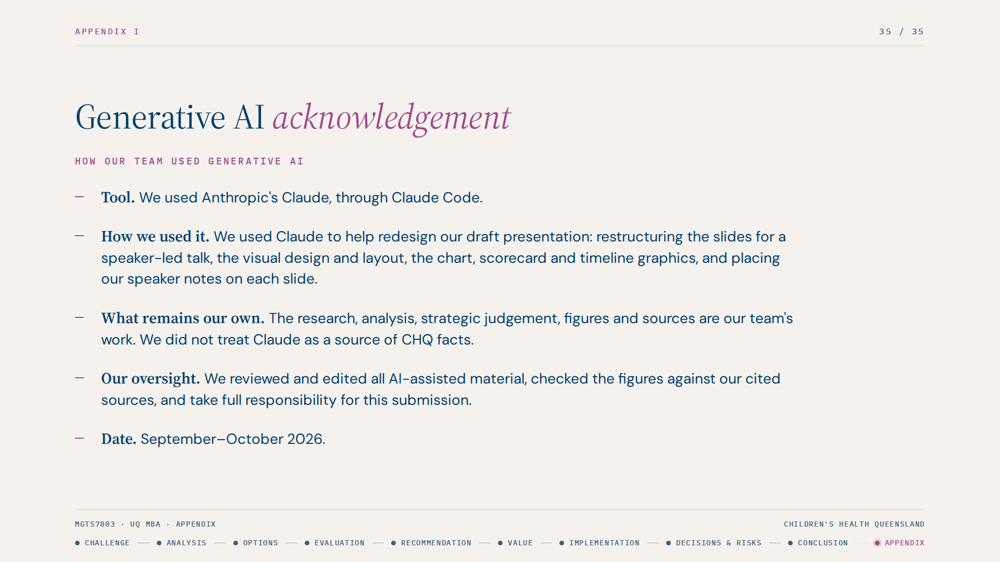 APPENDIX I
35 / 35
Generative AI acknowledgement
HOW OUR TEAM USED GENERATIVE AI
— Tool. We used Anthropic's Claude, through Claude Code.
— How we used it. We used Claude to help redesign our draft presentation: restructuring the slides for a
speaker-led talk, the visual design and layout, the chart, scorecard and timeline graphics, and placing
our speaker notes on each slide.
— What remains our own. The research, analysis, strategic judgement, figures and sources are our team's
work. We did not treat Claude as a source of CHQ facts.
— Our oversight. We reviewed and edited all AI-assisted material, checked the figures against our cited
sources, and take full responsibility for this submission.
— Date. September–October 2026.
MGTS7803 · UQ MBA · APPENDIX
CHILDREN'S HEALTH QUEENSLAND
CHALLENGE ANALYSIS OPTIONS EVALUATION RECOMMENDATION VALUE IMPLEMENTATION DECISIONS & RISKS CONCLUSION APPENDIX